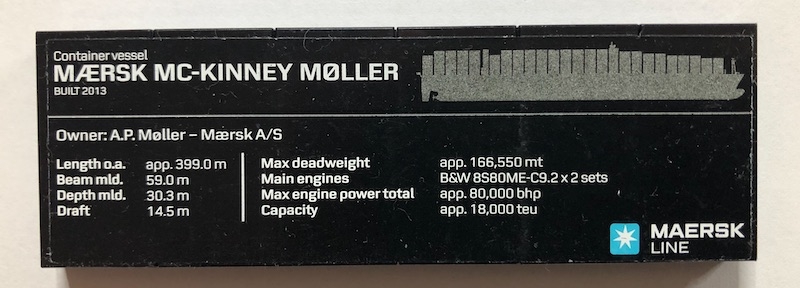 Container vessel
MÆRSK MC-KINNEY MØLLER
BUILT 2013
Owner: A.P. Møller – Mærsk A/S
Length o.a. app. 399.0 m
Beam mld. 59.0 m
Depth mld. 30.3 m
Draft 14.5 m
Max deadweight app. 166,550 mt
Main engines B&W 8S80ME-C9.2 x 2 sets
Max engine power total app. 80,000 bhp
Capacity app. 18,000 teu
MAERSK
LINE